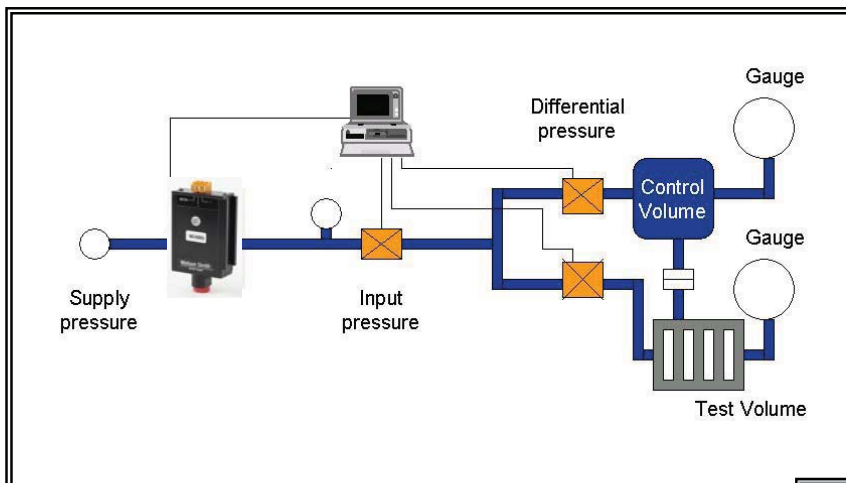 Gauge
Differential
pressure
Control
Volume
Gauge
Supply
pressure
Input
pressure
Test Volume